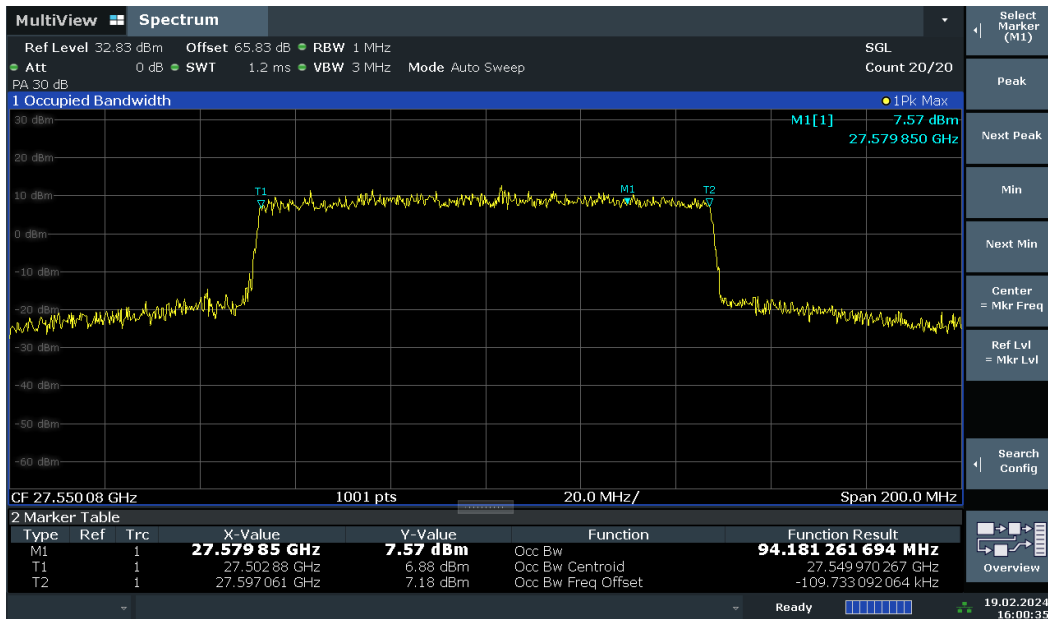 MultiView Spectrum
Ref Level 32.83 dBm Offset 65.83 dB RBW 1 MHz SGL
Att 0 dB SWT 1.2 ms VBW 3 MHz Mode Auto Sweep Count 20/20
PA 30 dB
1 Occupied Bandwidth 1Pk Max
30 dBm M1[1] 7.57 dBm
27.579 850 GHz
20 dBm
T1 M1 T2
10 dBm
0 dBm
-10 dBm
-20 dBm
-30 dBm
-40 dBm
-50 dBm
-60 dBm
CF 27.550 08 GHz 1001 pts 20.0 MHz/ Span 200.0 MHz
2 Marker Table
Type Ref Trc X-Value Y-Value Function Function Result
M1 1 27.579 85 GHz 7.57 dBm Occ Bw 94.181 261 694 MHz
T1 1 27.502 88 GHz 6.88 dBm Occ Bw Centroid 27.549 970 267 GHz
T2 1 27.597 061 GHz 7.18 dBm Occ Bw Freq Offset -109.733 092 064 kHz
Ready
Select
Marker
(M1)
Peak
Next Peak
Min
Next Min
Center
= Mkr Freq
Ref Lvl
= Mkr Lvl
Search
Config
Overview
19.02.2024
16:00:35